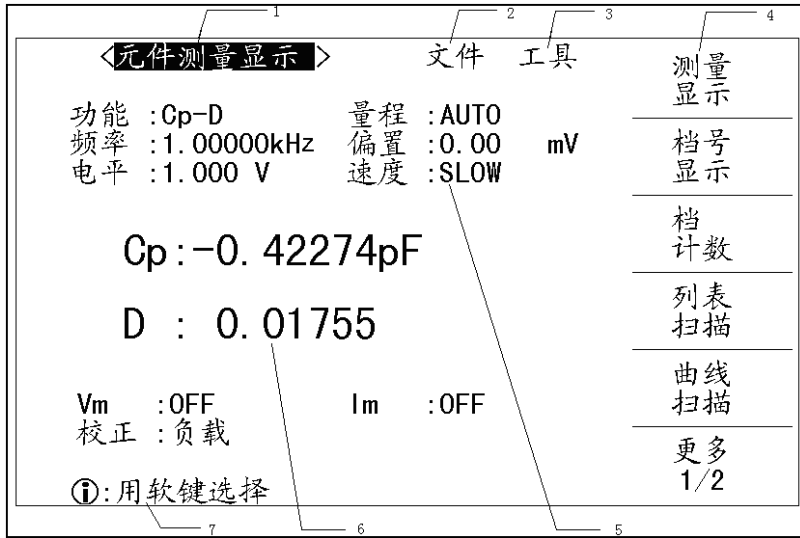 1 2 3 4
<元件测量显示> 文件 工具
功能 :Cp-D 量程 :AUTO
频率 :1.00000kHz 偏置 :0.00 mV
电平 :1.000 V 速度 :SLOW
Cp:-0.42274pF
D : 0.01755
Vm :OFF Im :OFF
校正 :负载
ⓘ:用软键选择
测量
显示
档号
显示
档
计数
列表
扫描
曲线
扫描
更多
1/2
7 6 5